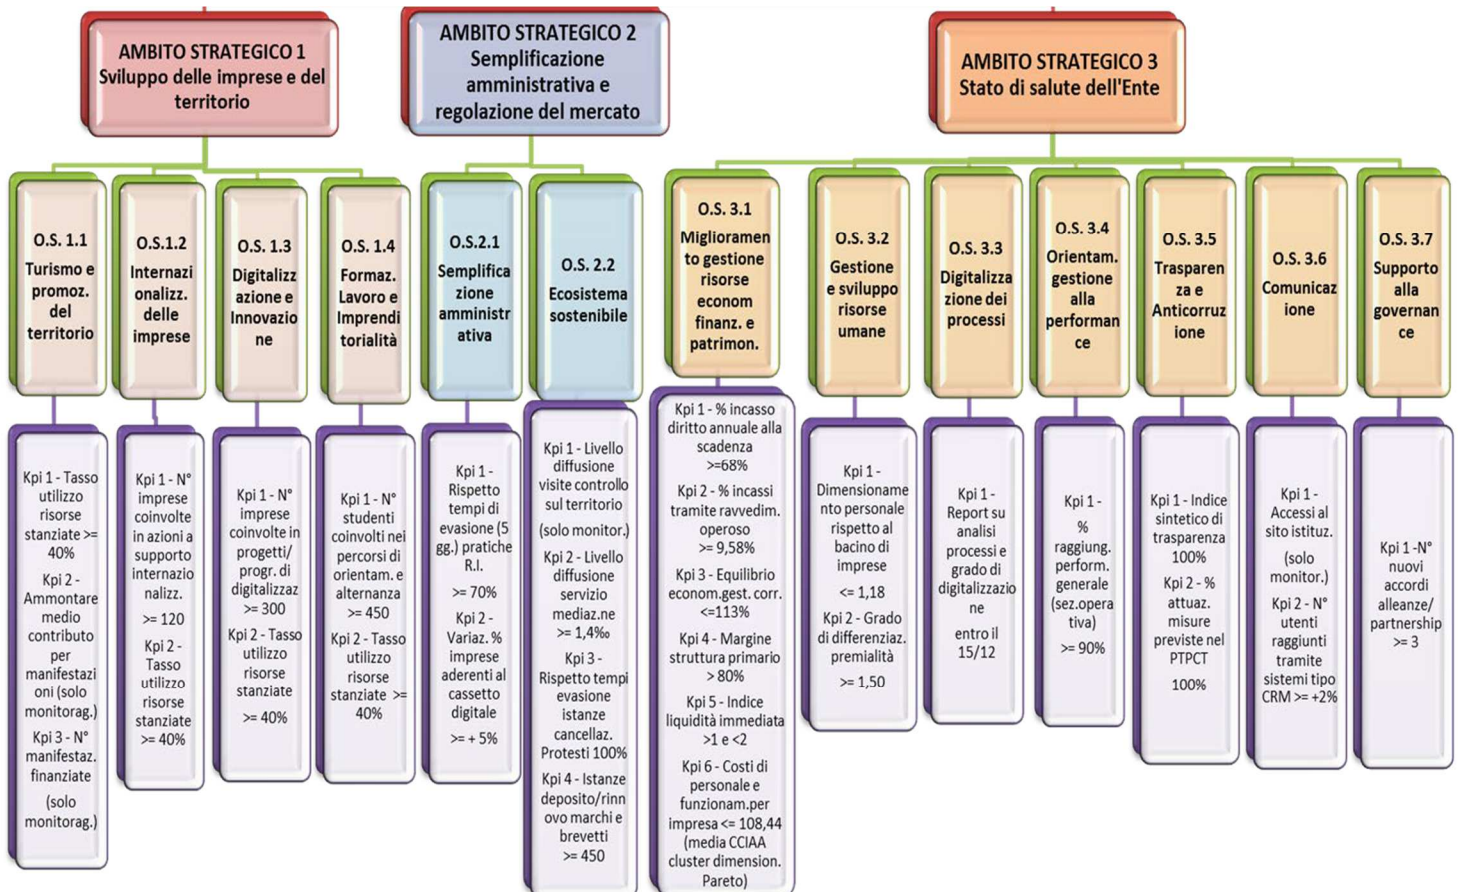 AMBITO STRATEGICO 1
Sviluppo delle imprese e del
territorio
AMBITO STRATEGICO 2
Semplificazione
amministrativa e
regolazione del mercato
AMBITO STRATEGICO 3
Stato di salute dell'Ente
O.S. 1.1
Turismo e
promoz.
del
territorio
O.S.1.2
Internazi
onalizz.
delle
imprese
O.S. 1.3
Digitalizz
azione e
Innovazio
ne
O.S. 1.4
Formaz.
Lavoro e
Imprendi
torialità
O.S.2.1
Semplifica
zione
amministr
ativa
O.S. 2.2
Ecosistema
sostenibile
O.S. 3.1
Miglioramen
to gestione
risorse
econom
finanz. e
patrimon.
O.S. 3.2
Gestione
e sviluppo
risorse
umane
O.S. 3.3
Digitalizza
zione dei
processi
O.S. 3.4
Orientam.
gestione
alla
performan
ce
O.S. 3.5
Trasparen
za e
Anticorruz
ione
O.S. 3.6
Comunicaz
ione
O.S. 3.7
Supporto
alla
governan
ce
Kpi 1 - Tasso
utilizzo
risorse
stanziate >=
40%
Kpi 2 -
Ammontare
medio
contributo
per
manifestazi
oni (solo
monitorag.)
Kpi 3 - N°
manifestaz.
finanziate
(solo
monitorag.)
Kpi 1 - N°
imprese
coinvolte
in azioni a
supporto
internazio
nalizz.
>= 120
Kpi 2 -
Tasso
utilizzo
risorse
stanziate
>= 40%
Kpi 1 - N°
imprese
coinvolte in
progetti/
progr. di
digitalizzaz
>= 300
Kpi 2 - Tasso
utilizzo
risorse
stanziate
>= 40%
Kpi 1 - N°
studenti
coinvolti nei
percorsi di
orientam. e
alternanza
>= 450
Kpi 2 - Tasso
utilizzo
risorse
stanziate >=
40%
Kpi 1 -
Rispetto
tempi di
evasione (5
gg.) pratiche
R.I.
>= 70%
Kpi 2 -
Variaz. %
imprese
aderenti al
cassetto
digitale
>= + 5%
Kpi 1 - Livello
diffusione
visite controllo
sul territorio
(solo monitor.)
Kpi 2 - Livello
diffusione
servizio
mediaz.ne
>= 1,4‰
Kpi 3 -
Rispetto tempi
evasione
istanze
cancellaz.
Protesti 100%
Kpi 4 - Istanze
deposito/rinn
ovo marchi e
brevetti
>= 450
Kpi 1 - % incasso
diritto annuale alla
scadenza
>=68%
Kpi 2 - % incassi
tramite ravvedim.
operoso
>= 9,58%
Kpi 3 - Equilibrio
econom.gest. corr.
<=113%
Kpi 4 - Margine
struttura primario
> 80%
Kpi 5 - Indice
liquidità immediata
>1 e <2
Kpi 6 - Costi di
personale e
funzionam.per
impresa <= 108,44
(media CCIAA
cluster dimension.
Pareto)
Kpi 1 -
Dimensioname
nto personale
rispetto al
bacino di
imprese
<= 1,18
Kpi 2 - Grado
di differenziaz.
premialità
>= 1,50
Kpi 1 -
Report su
analisi
processi e
grado di
digitalizzazio
ne
entro il
15/12
Kpi 1 -
%
raggiung.
perform.
generale
(sez.opera
tiva)
>= 90%
Kpi 1 - Indice
sintetico di
trasparenza
100%
Kpi 2 - %
attuaz.
misure
previste nel
PTPCT
100%
Kpi 1 -
Accessi al
sito istituz.
(solo
monitor.)
Kpi 2 - N°
utenti
raggiunti
tramite
sistemi tipo
CRM >= +2%
Kpi 1 -N°
nuovi
accordi
alleanze/
partnership
>= 3